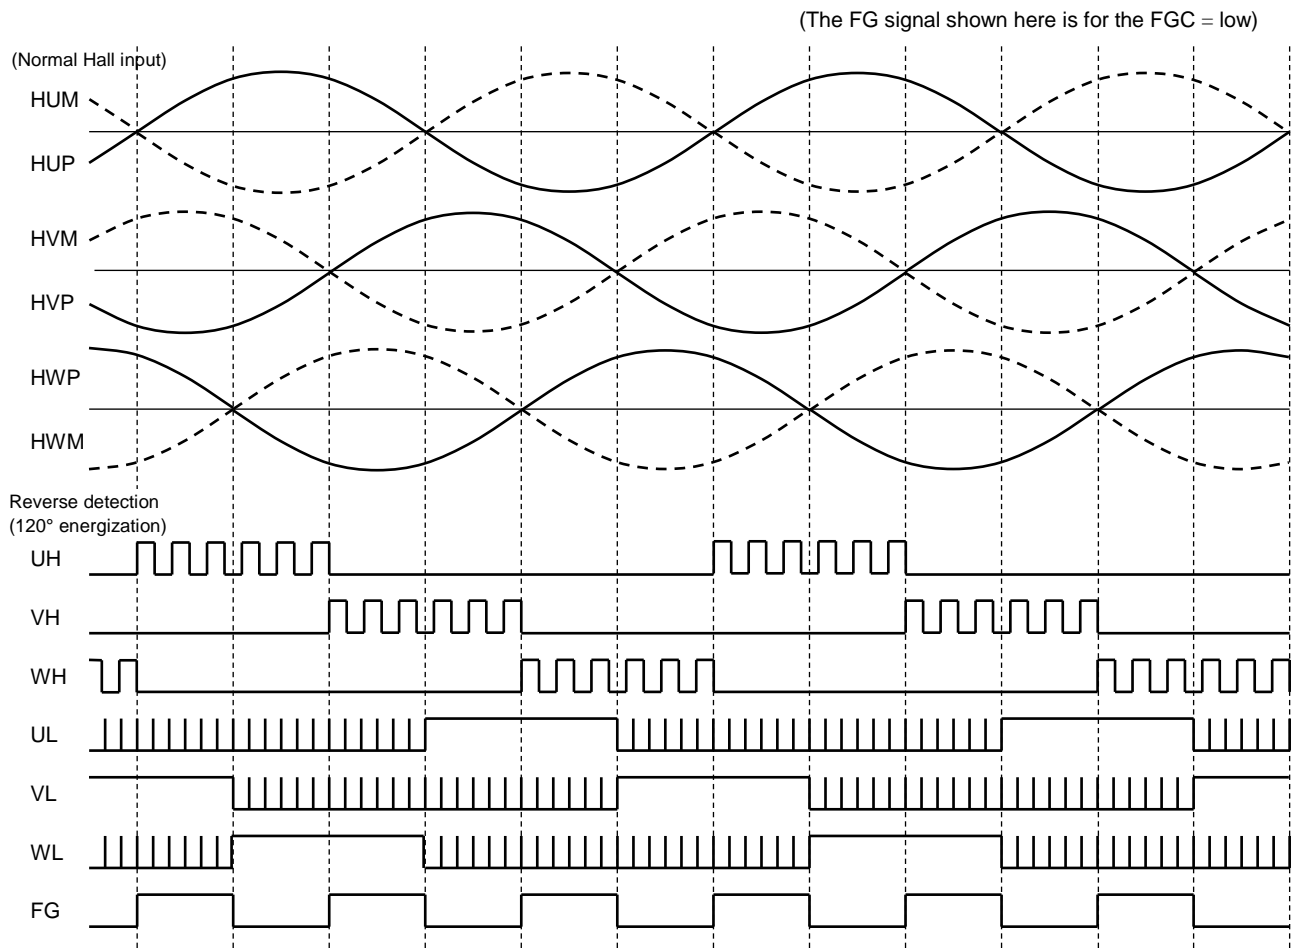 (The FG signal shown here is for the FGC = low)
(Normal Hall input)
HUM
HUP
HVM
HVP
HWP
HWM
Reverse detection
(120° energization)
UH
VH
WH
UL
VL
WL
FG